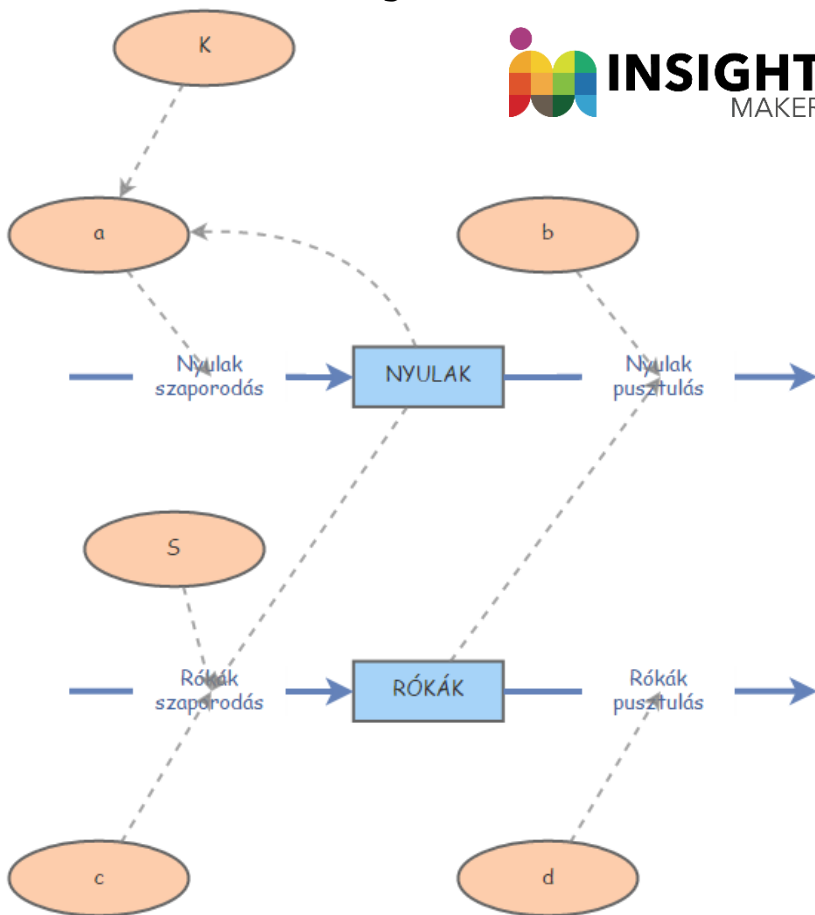 K
INSIGHT
MAKER
a
b
Nyulak
szaporodás
NYULAK
Nyulak
pusztulás
S
Rókák
szaporodás
RÓKÁK
Rókák
pusztulás
c
d